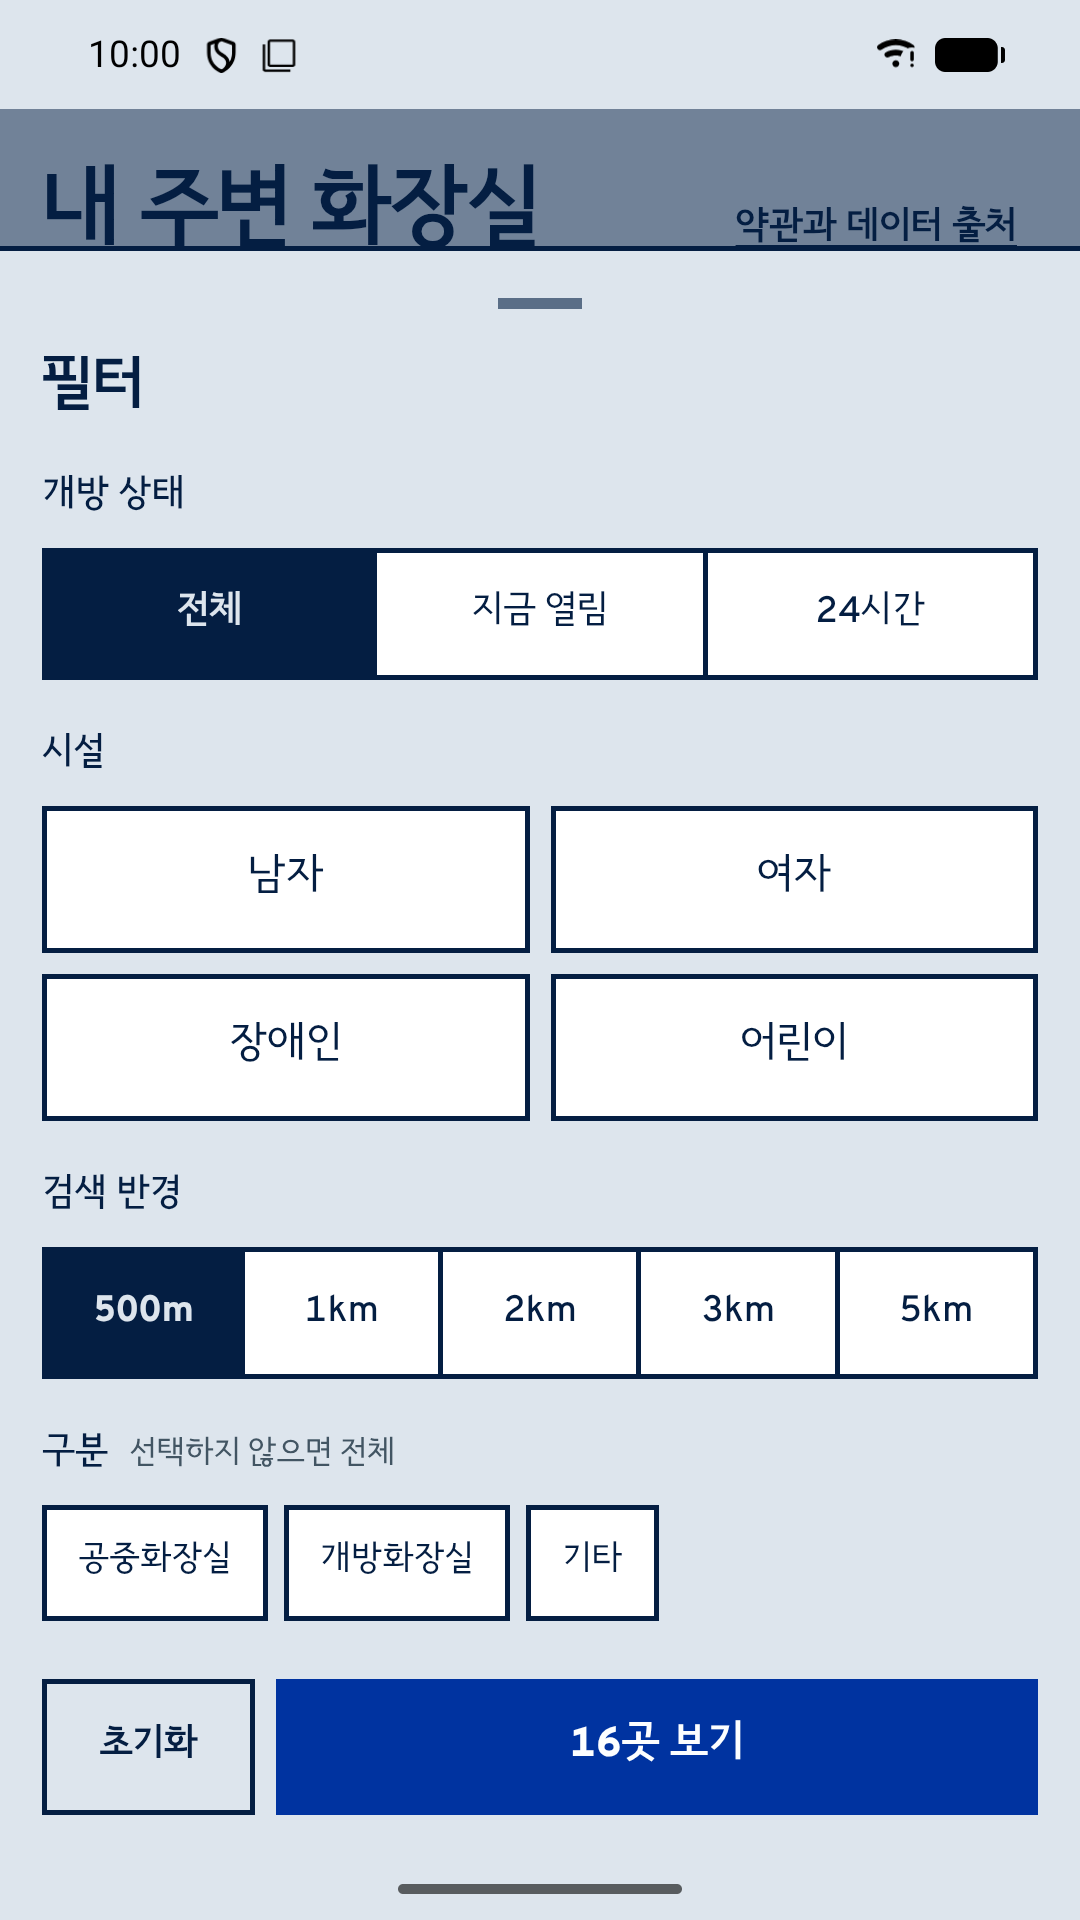 10:00
내 주변 화장실
약관과 데이터 출처
필터
개방 상태
전체 지금 열림 24시간
시설
남자 여자
장애인 어린이
검색 반경
500m 1km 2km 3km 5km
구분 선택하지 않으면 전체
공중화장실 개방화장실 기타
초기화 16곳 보기